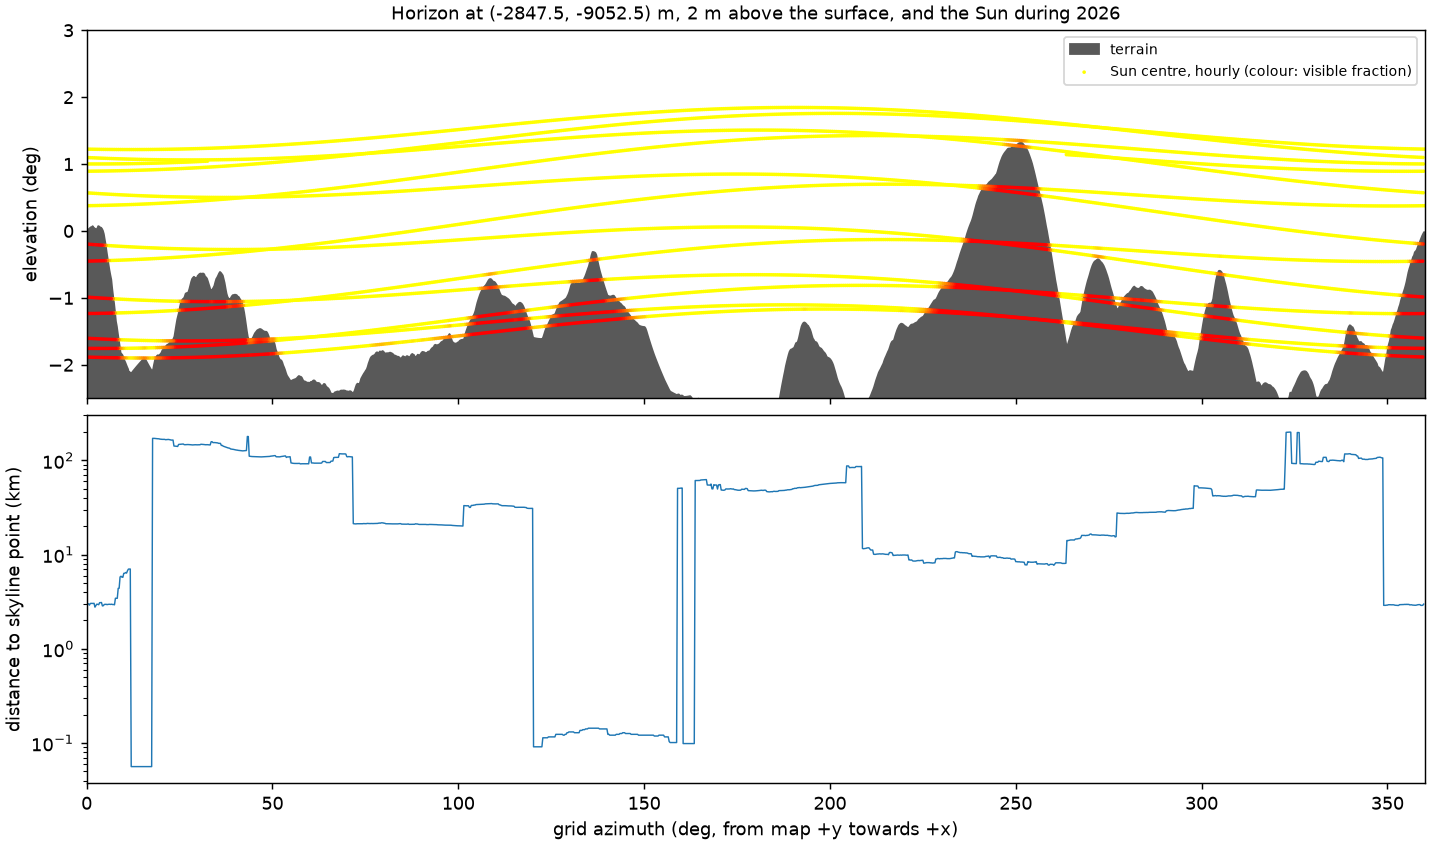 Horizon at (-2847.5, -9052.5) m, 2 m above the surface, and the Sun during 2026
3
2
1
0
−1
−2
elevation (deg)
terrain
Sun centre, hourly (colour: visible fraction)
10²
10¹
10⁰
10⁻¹
distance to skyline point (km)
0 50 100 150 200 250 300 350
grid azimuth (deg, from map +y towards +x)